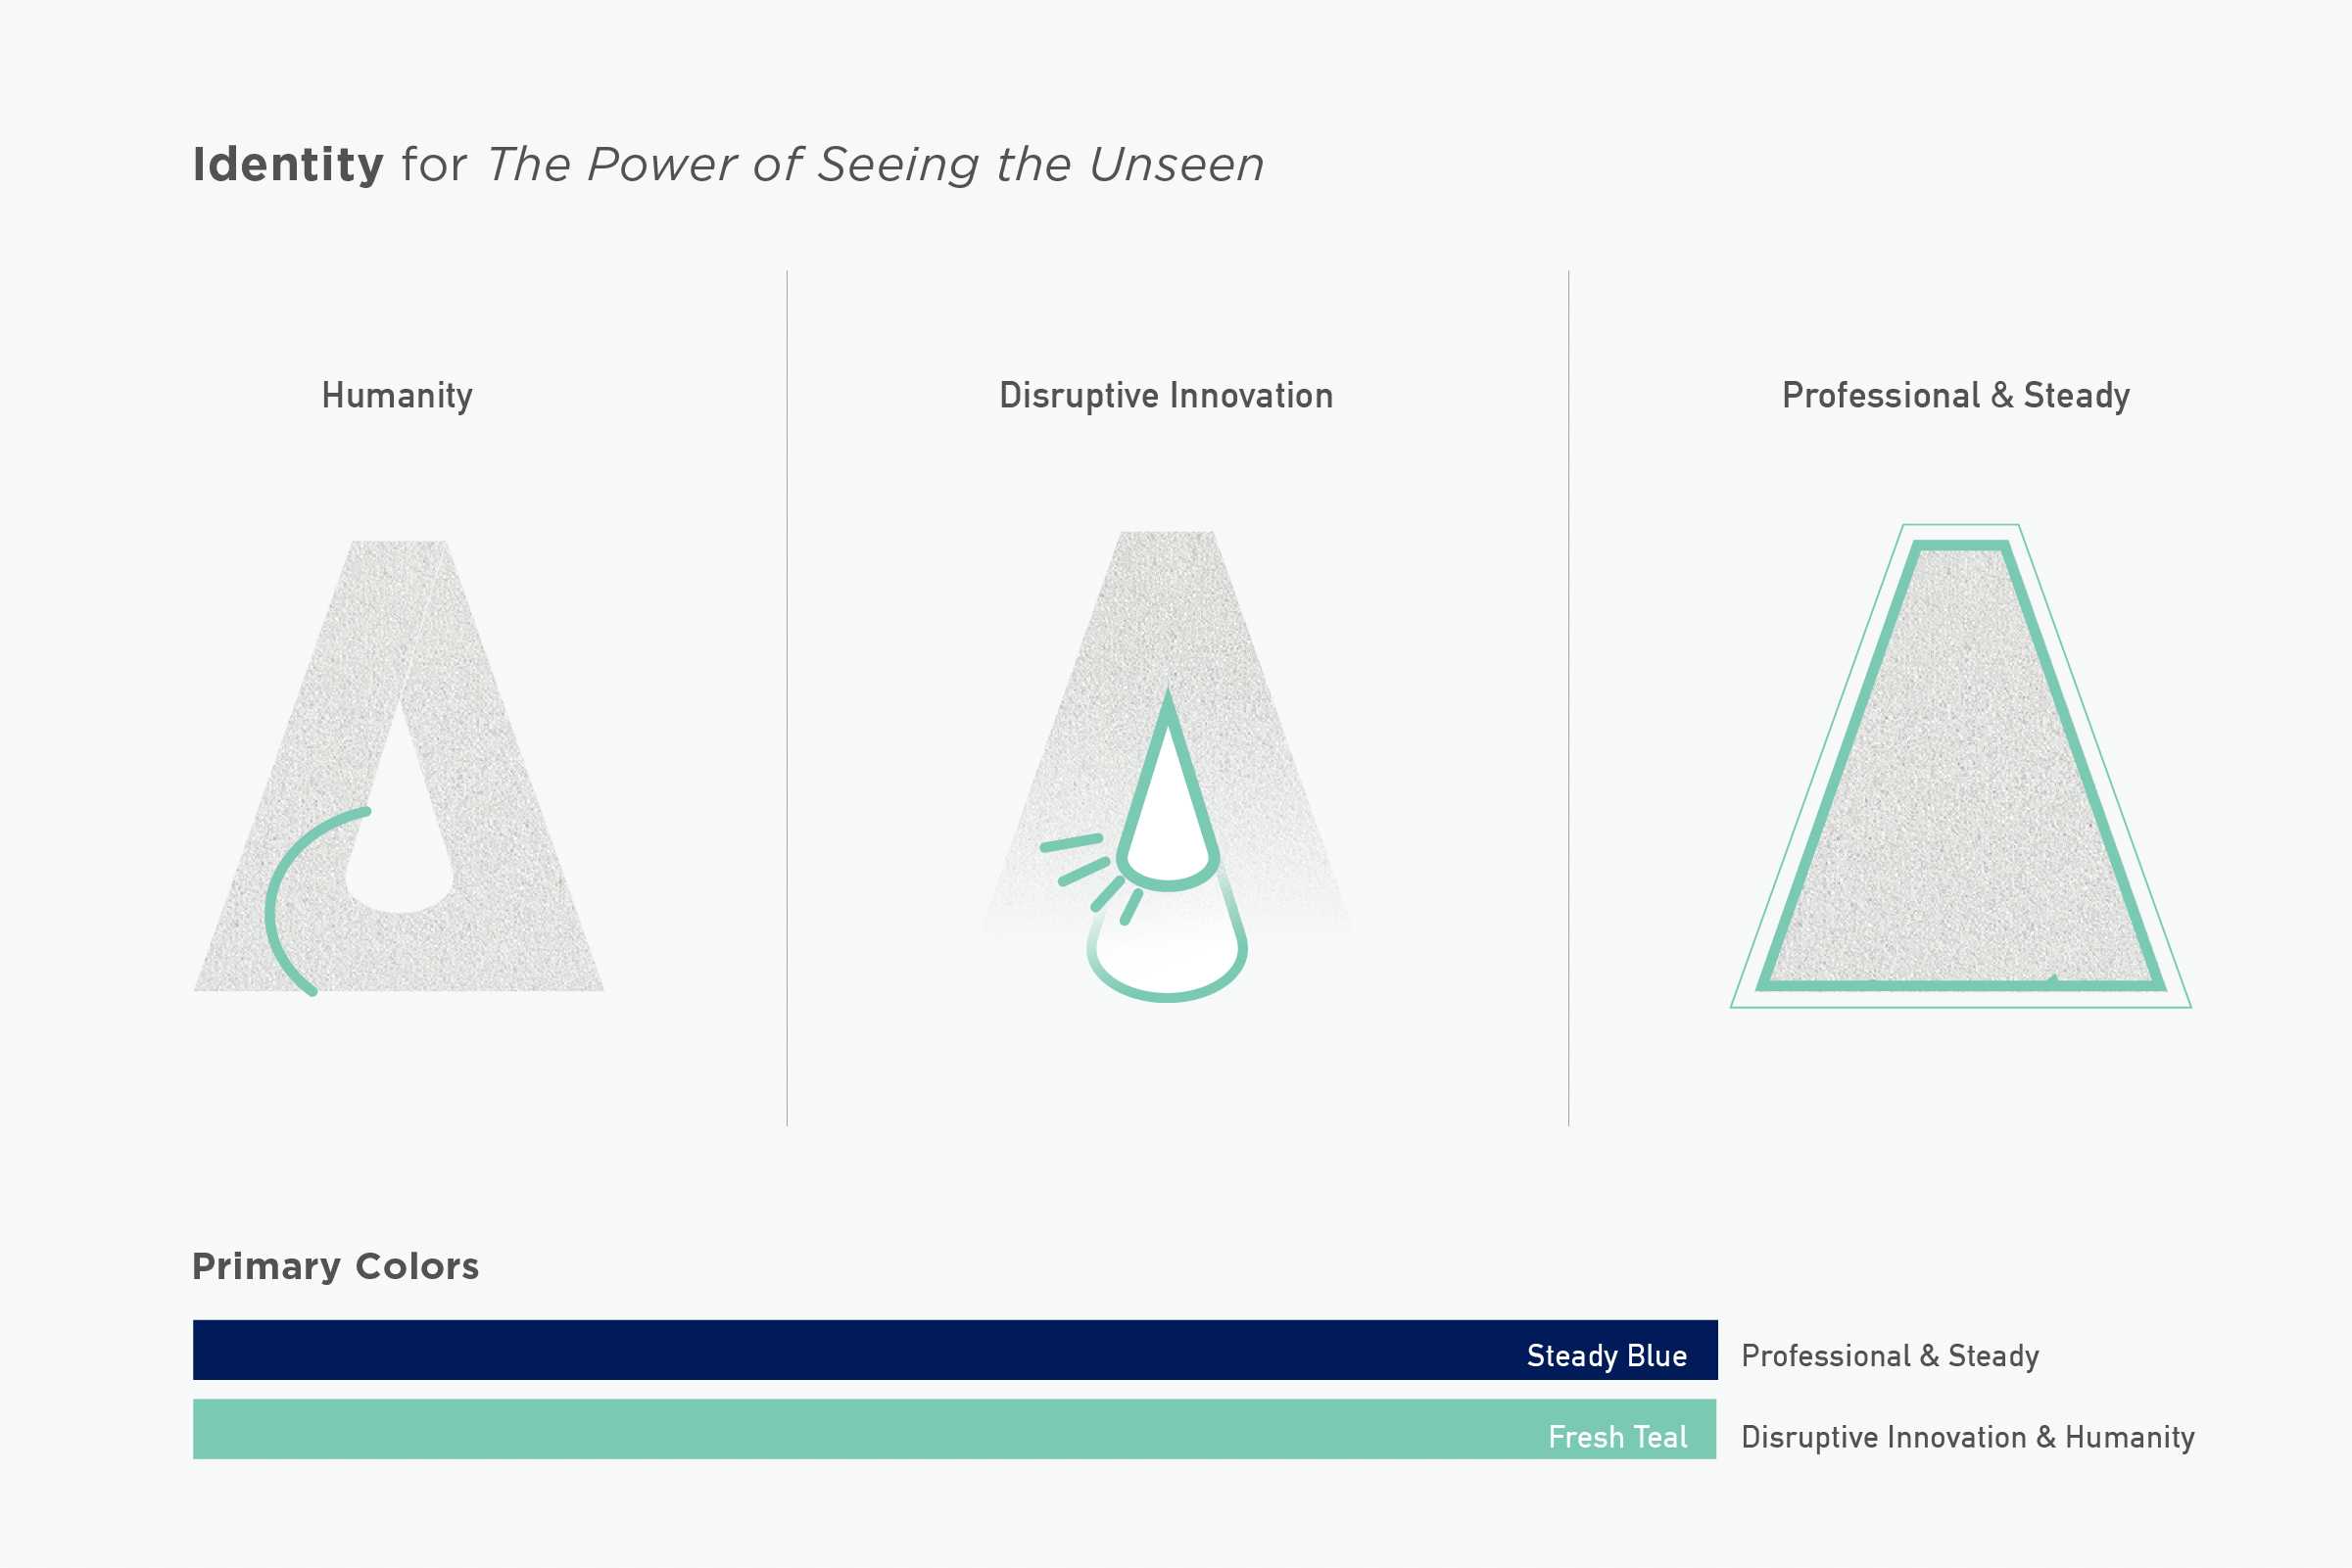 Identity for The Power of Seeing the Unseen
Humanity
Disruptive Innovation
Professional & Steady
Primary Colors
Steady Blue
Professional & Steady
Fresh Teal
Disruptive Innovation & Humanity